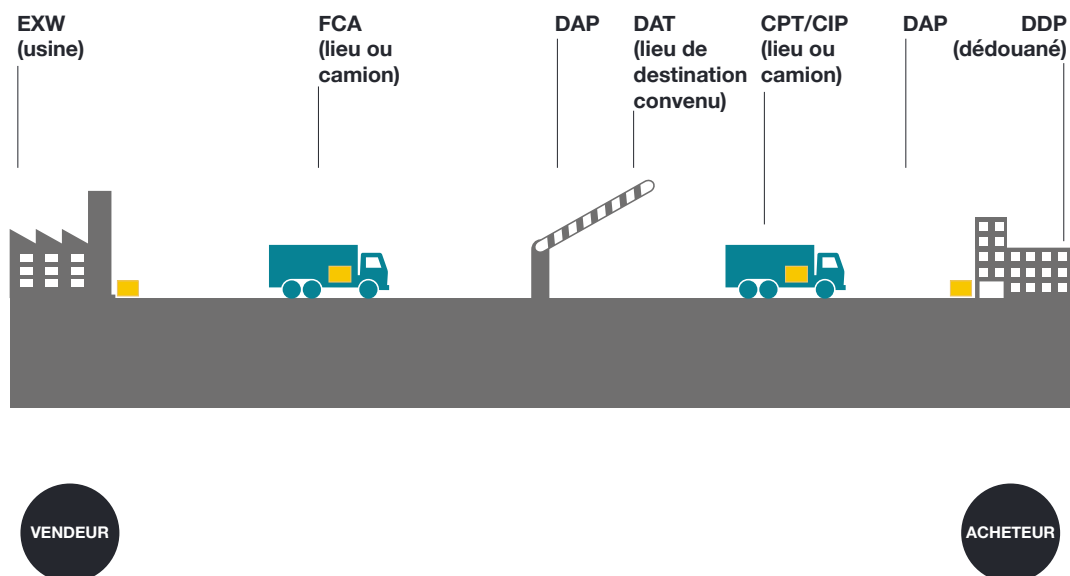 EXW
(usine)
FCA
(lieu ou
camion)
DAP
DAT
(lieu de
destination
convenu)
CPT/CIP
(lieu ou
camion)
DAP
DDP
(dédouané)
VENDEUR
ACHETEUR